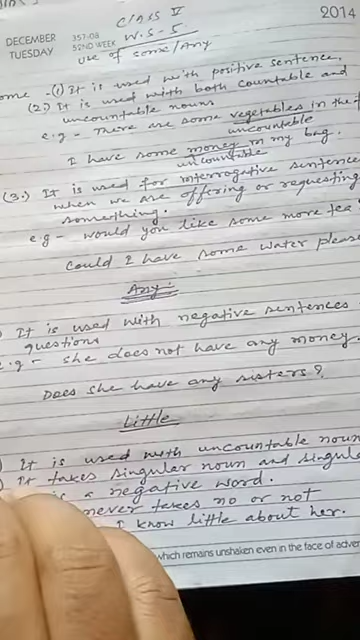 CLASS V
DECEMBER 357-08 2014
TUESDAY 52ND WEEK W.S-5
use of some/Any
ome - (1) It is used with positive sentence.
(2) It is used with both countable and
uncountable nouns
e.g - There are some vegetables in the
uncountable
I have some money in my bag.
uncountable
(3.) It is used for interrogative sentence
when we are offering or requesting
something.
e.g - would you like some more tea
Could I have some water please
Any:
It is used with negative sentences
questions
e.g - she does not have any money.
Does she have any sisters?
Little
It is used with uncountable noun
It takes singular noun and singula
is a negative word.
never takes no or not
I know little about her.
which remains unshaken even in the face of adver